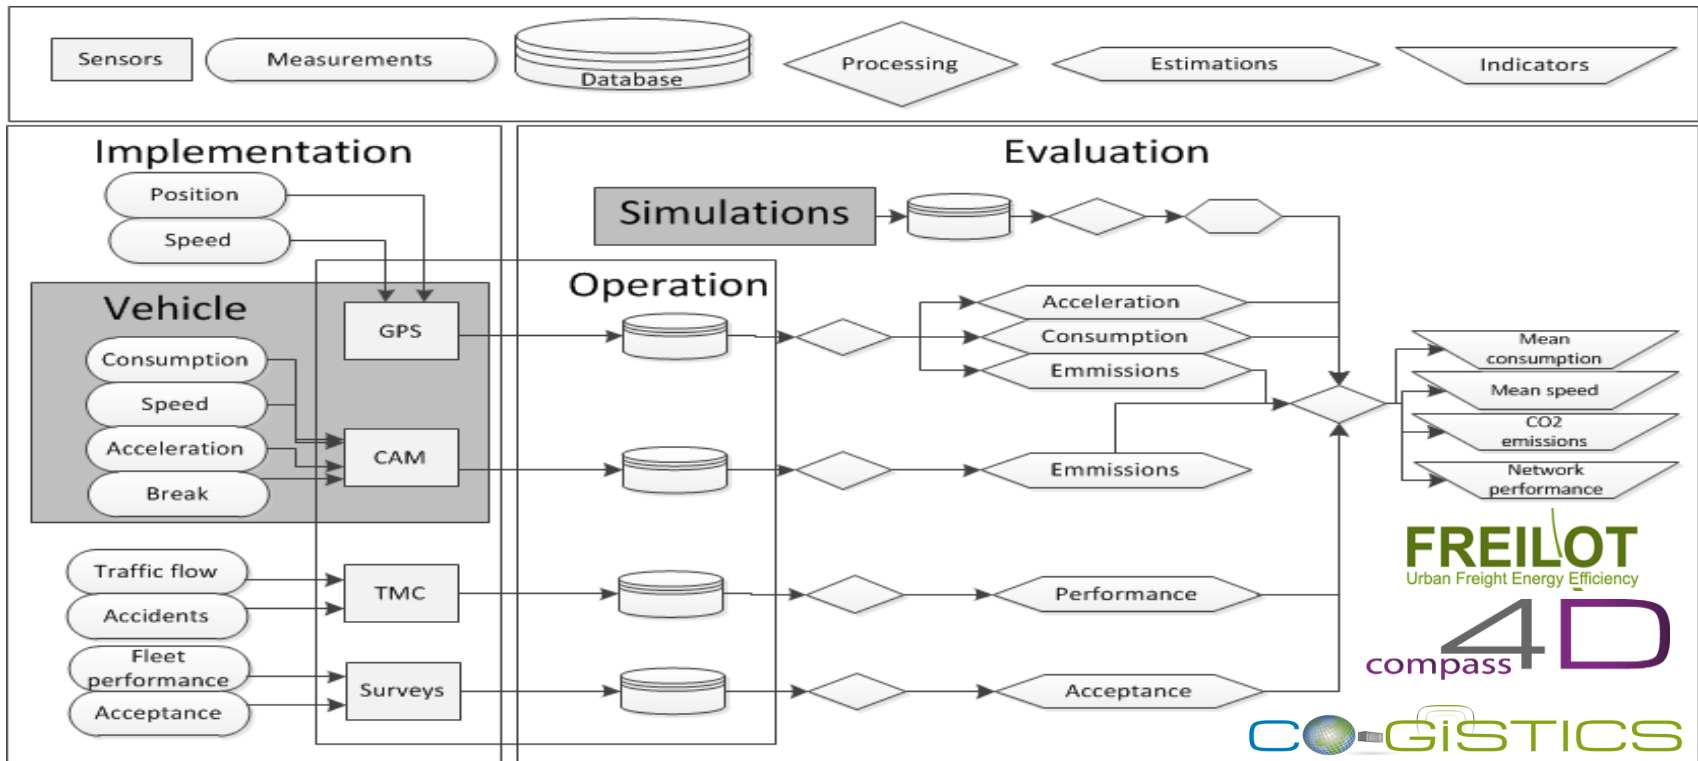 Sensors
Measurements
Database
Processing
Estimations
Indicators
Implementation
Position
Speed
Vehicle
Consumption
Speed
Acceleration
Break
GPS
CAM
Traffic flow
Accidents
Fleet
performance
Acceptance
TMC
Surveys
Operation
Evaluation
Simulations
Acceleration
Consumption
Emmissions
Emmissions
Performance
Acceptance
Mean
consumption
Mean speed
CO2
emissions
Network
performance
FREILOT
Urban Freight Energy Efficiency
compass4D
CO-GiSTICS